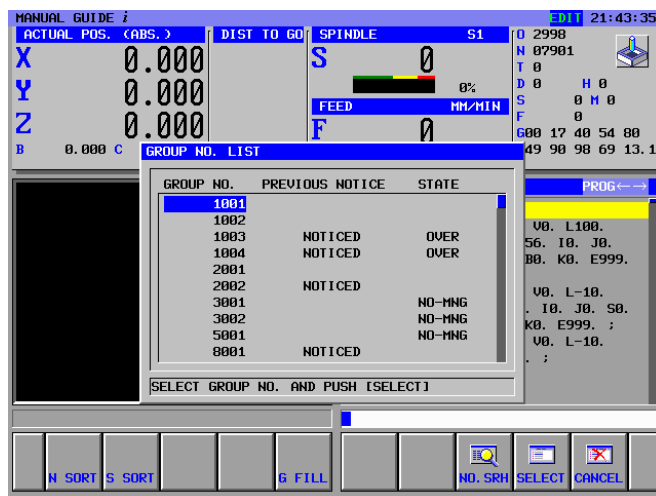 MANUAL GUIDE i EDIT 21:43:35
ACTUAL POS. (ABS.) DIST TO GO SPINDLE S1 O 2998
X 0.000 S 0 N 07901
T 0
Y 0.000 0% D 0 H 0
FEED MM/MIN S 0 M 0
Z 0.000 F 0 F 0
G00 17 40 54 80
B 0.000 C 49 90 98 69 13.1
GROUP NO. LIST
PROG←→
GROUP NO. PREVIOUS NOTICE STATE
1001
1002
1003 NOTICED OVER
1004 NOTICED OVER
2001
2002 NOTICED
3001 NO-MNG
3002 NO-MNG
5001 NO-MNG
8001 NOTICED
V0. L100.
56. I0. J0.
B0. K0. E999.
V0. L-10.
. I0. J0. S0.
K0. E999. ;
V0. L-10.
. ;
SELECT GROUP NO. AND PUSH [SELECT]
N SORT S SORT G FILL NO.SRH SELECT CANCEL